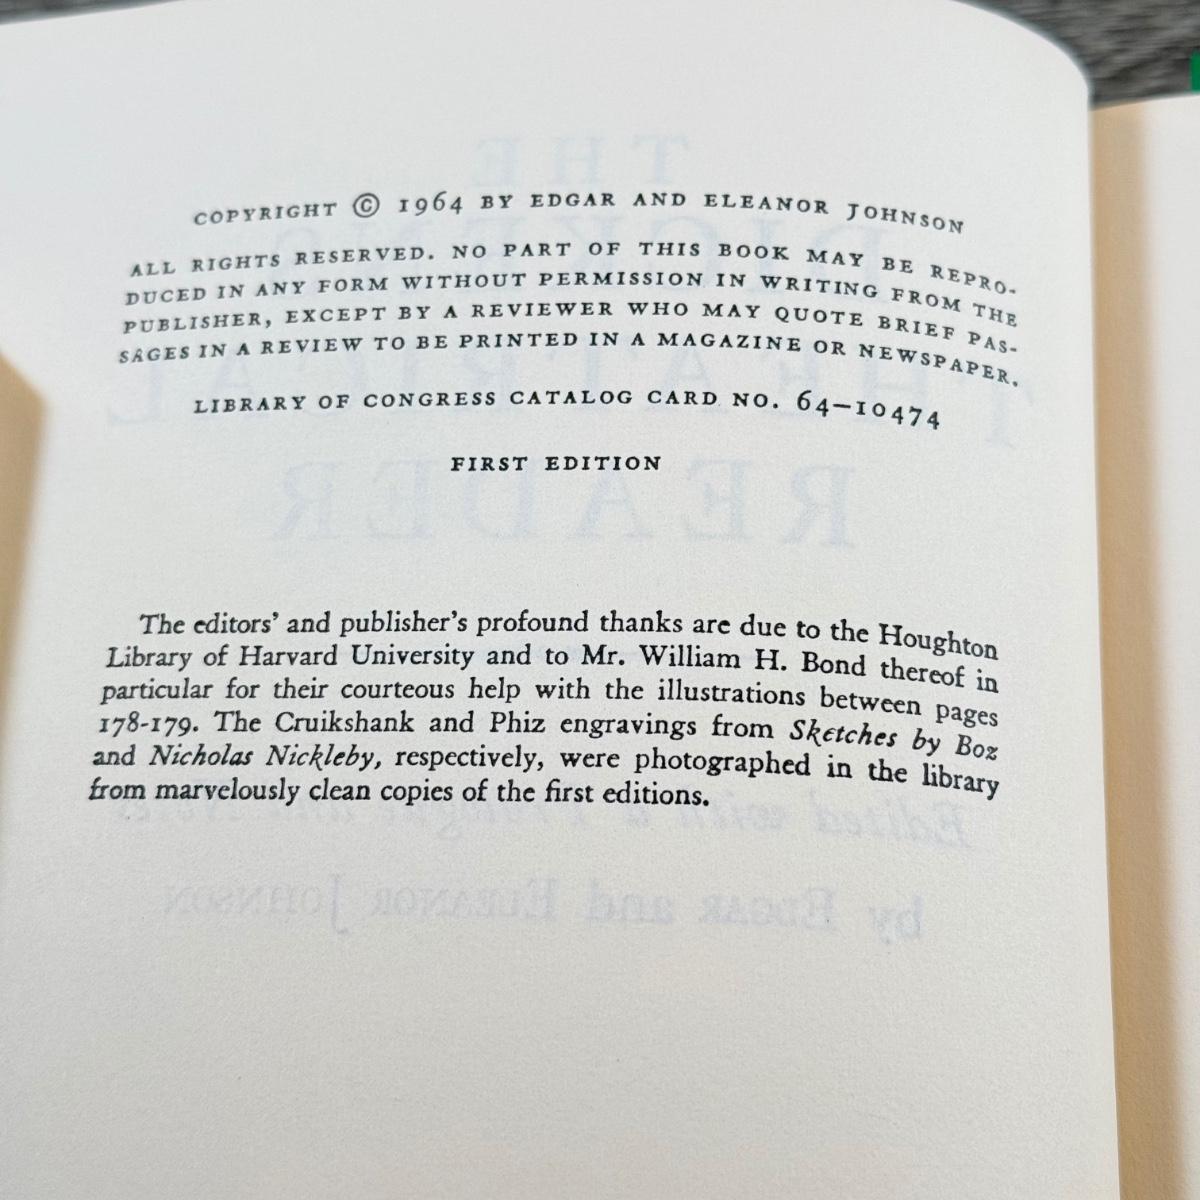 COPYRIGHT © 1964 BY EDGAR AND ELEANOR JOHNSON
ALL RIGHTS RESERVED. NO PART OF THIS BOOK MAY BE REPRO-
DUCED IN ANY FORM WITHOUT PERMISSION IN WRITING FROM THE
PUBLISHER, EXCEPT BY A REVIEWER WHO MAY QUOTE BRIEF PAS-
SAGES IN A REVIEW TO BE PRINTED IN A MAGAZINE OR NEWSPAPER.
LIBRARY OF CONGRESS CATALOG CARD NO. 64-10474
FIRST EDITION
The editors' and publisher's profound thanks are due to the Houghton
Library of Harvard University and to Mr. William H. Bond thereof in
particular for their courteous help with the illustrations between pages
178-179. The Cruikshank and Phiz engravings from Sketches by Boz
and Nicholas Nickleby, respectively, were photographed in the library
from marvelously clean copies of the first editions.